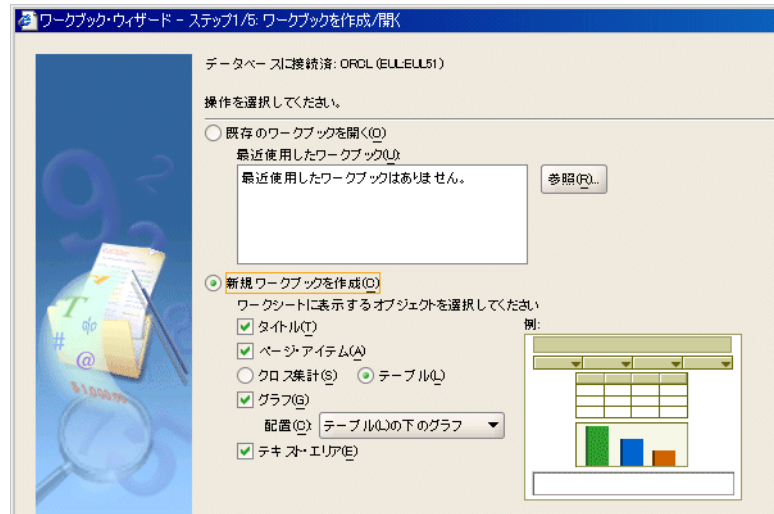 ワークブック・ウィザード - ステップ1/5: ワークブックを作成/開く
データベースに接続済: ORCL (EUL:EUL51)
操作を選択してください。
既存のワークブックを開く(O)
最近使用したワークブック(U):
最近使用したワークブックはありません。
参照(R)...
新規ワークブックを作成(C)
ワークシートに表示するオブジェクトを選択してください
タイトル(T)
例:
ページ・アイテム(A)
クロス集計(S) テーブル(L)
グラフ(G)
配置(C): テーブル(L)の下のグラフ
テキスト・エリア(E)